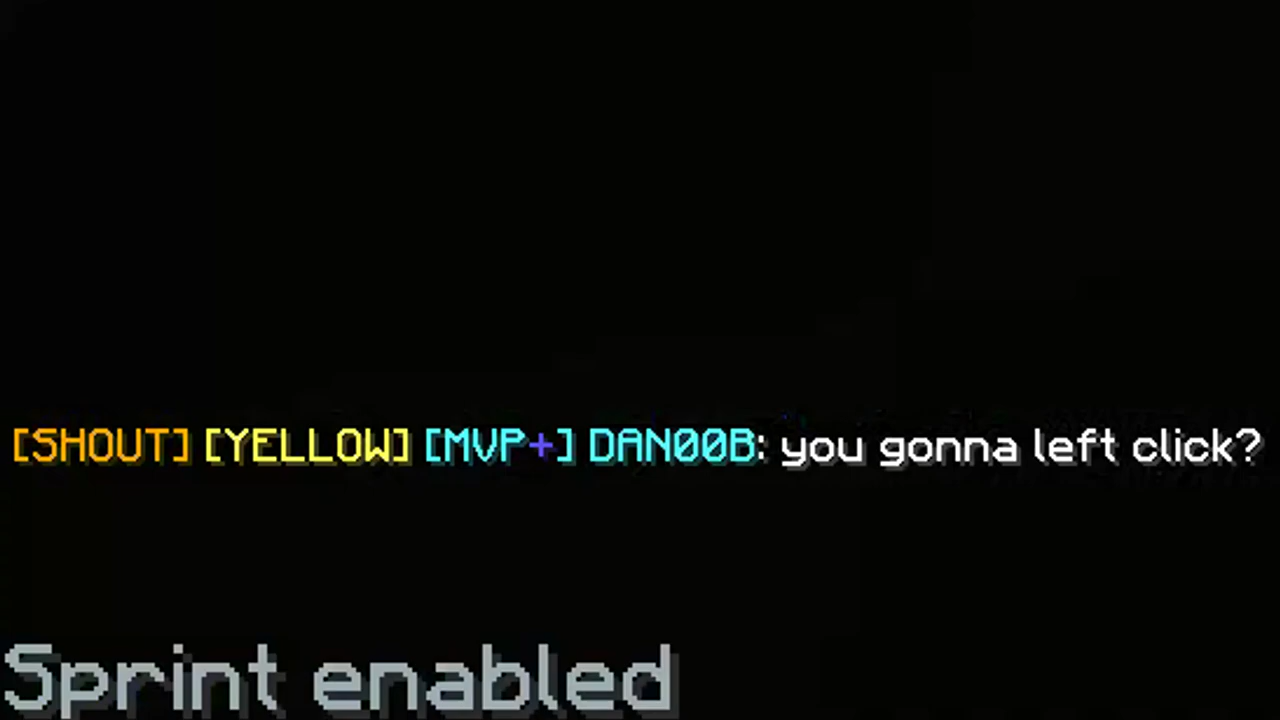 [SHOUT] [YELLOW] [MVP+] DAN00B: you gonna left click?
Sprint enabled